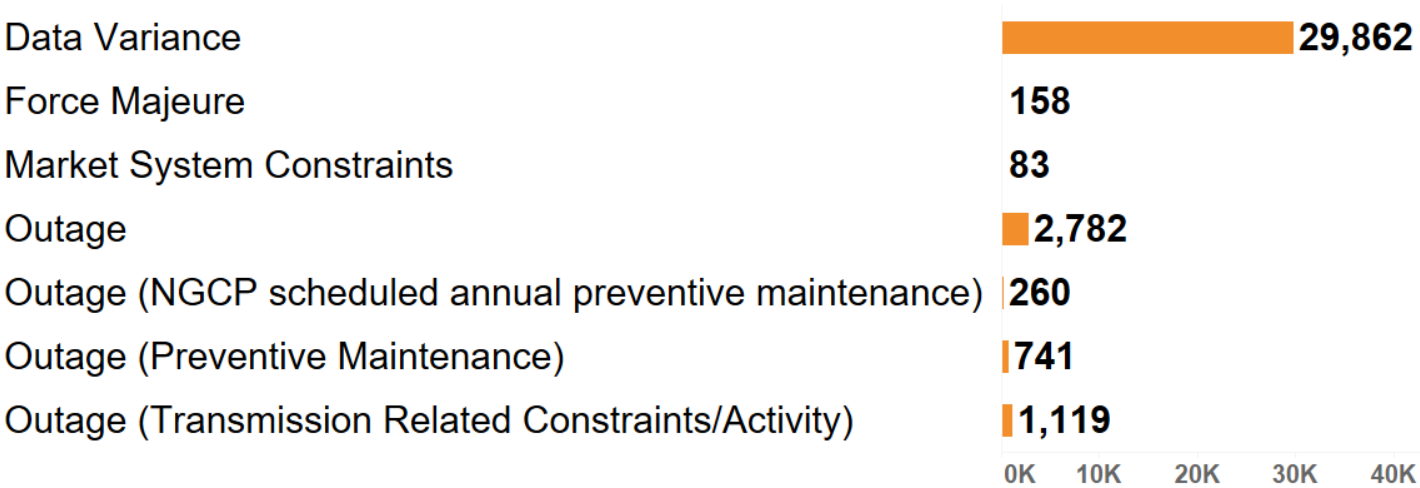 Data Variance 29,862
Force Majeure 158
Market System Constraints 83
Outage 2,782
Outage (NGCP scheduled annual preventive maintenance) 260
Outage (Preventive Maintenance) 741
Outage (Transmission Related Constraints/Activity) 1,119
0K 10K 20K 30K 40K